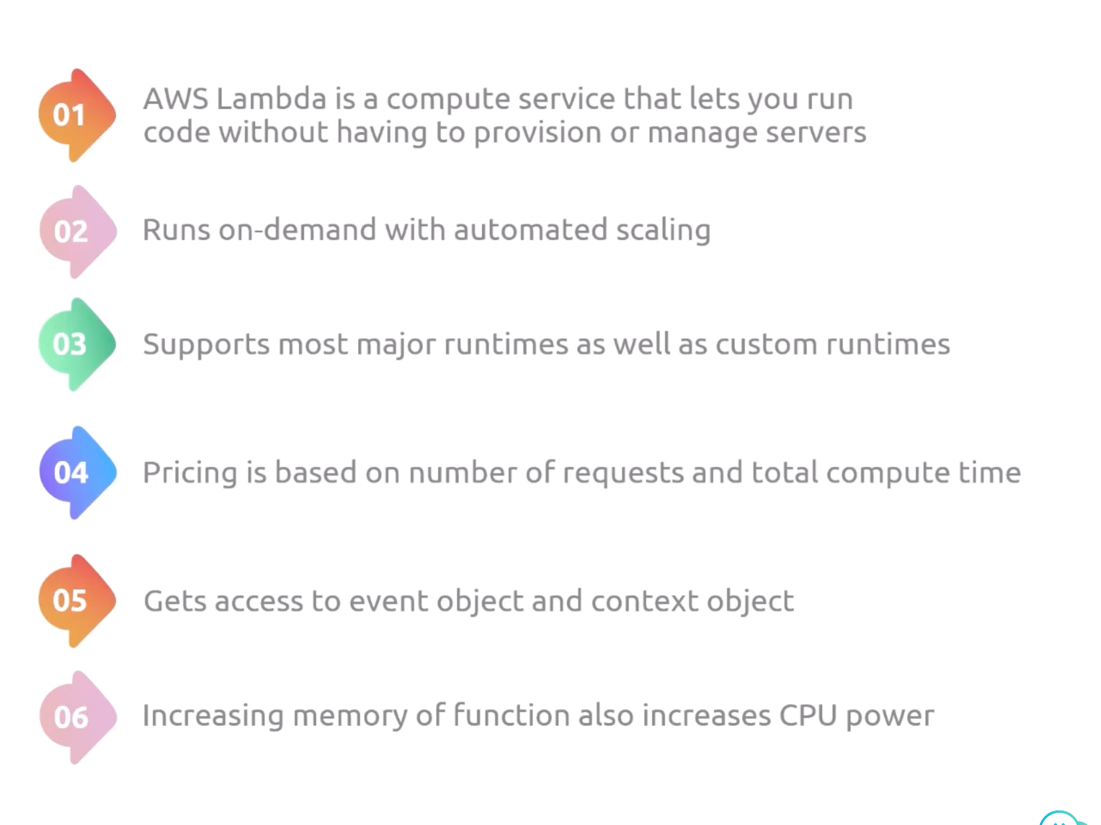 01
AWS Lambda is a compute service that lets you run
code without having to provision or manage servers
02
Runs on-demand with automated scaling
03
Supports most major runtimes as well as custom runtimes
04
Pricing is based on number of requests and total compute time
05
Gets access to event object and context object
06
Increasing memory of function also increases CPU power